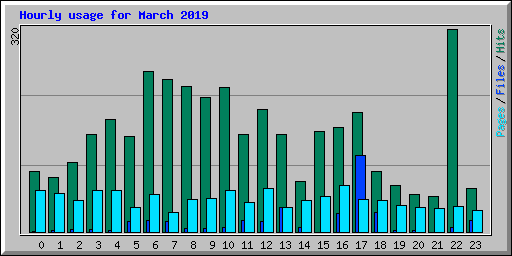 Hourly usage for March 2019
320
Pages / Files / Hits
0 1 2 3 4 5 6 7 8 9 10 11 12 13 14 15 16 17 18 19 20 21 22 23